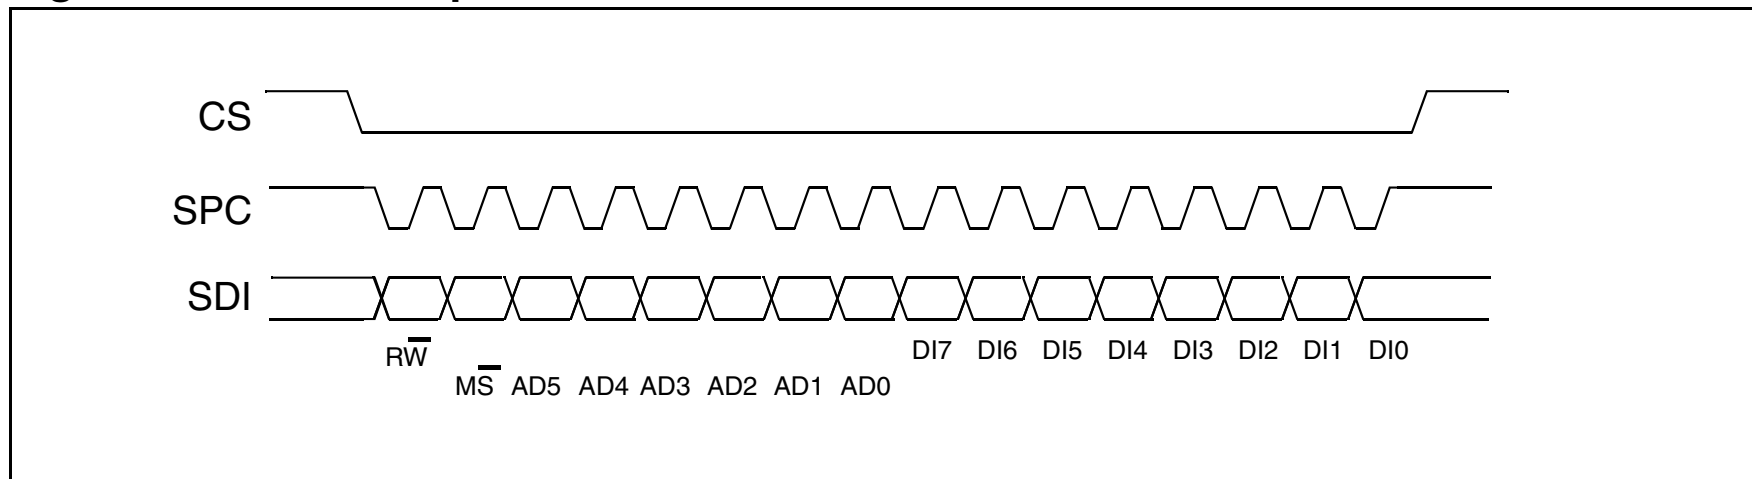 CS
SPC
SDI
RW̅
DI7 DI6 DI5 DI4 DI3 DI2 DI1 DI0
MS̅ AD5 AD4 AD3 AD2 AD1 AD0